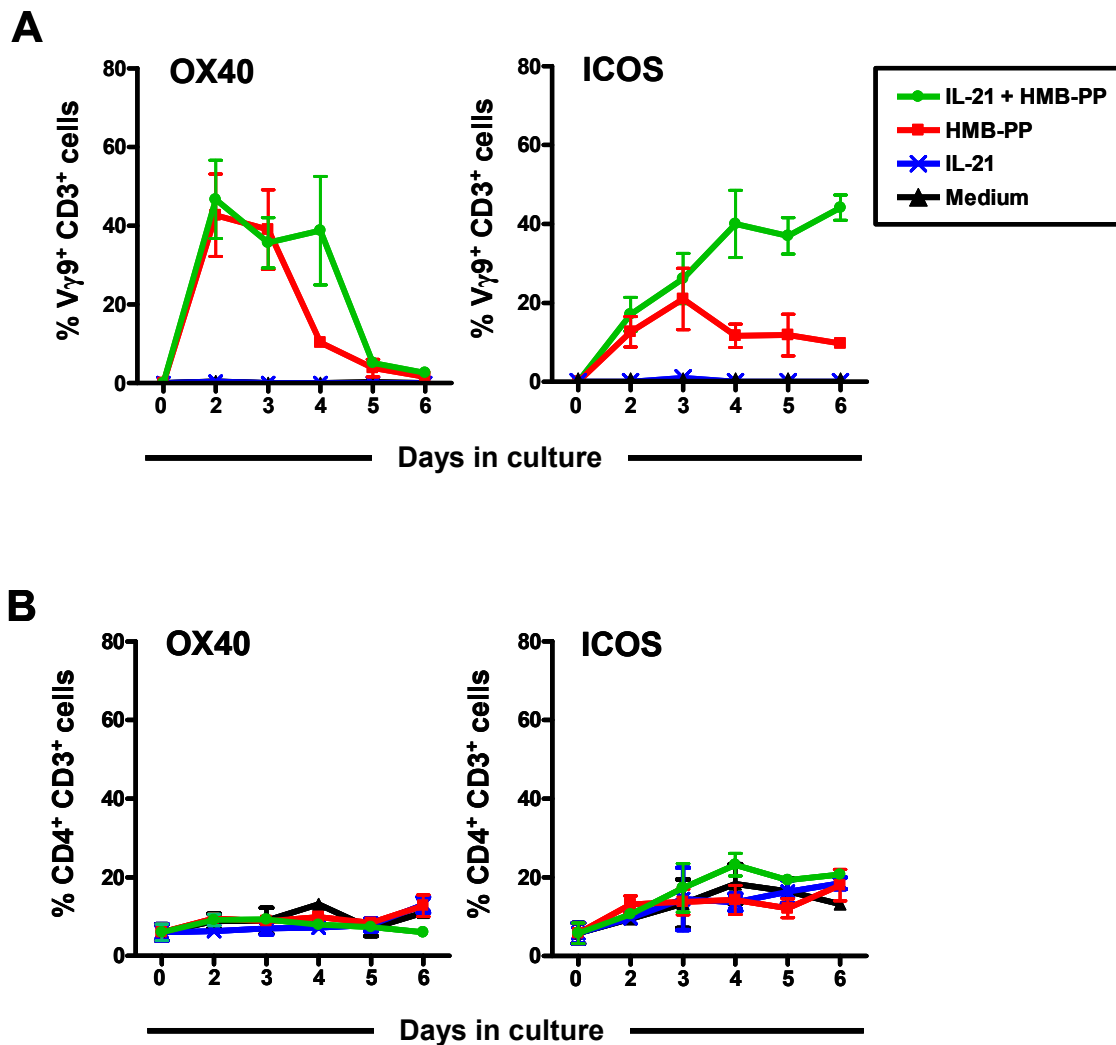 A
OX40
ICOS
IL-21 + HMB-PP
HMB-PP
IL-21
Medium
% Vγ9⁺ CD3⁺ cells
80
60
40
20
0
0 2 3 4 5 6
% Vγ9⁺ CD3⁺ cells
80
60
40
20
0
0 2 3 4 5 6
Days in culture
B
OX40
ICOS
% CD4⁺ CD3⁺ cells
80
60
40
20
0
0 2 3 4 5 6
% CD4⁺ CD3⁺ cells
80
60
40
20
0
0 2 3 4 5 6
Days in culture